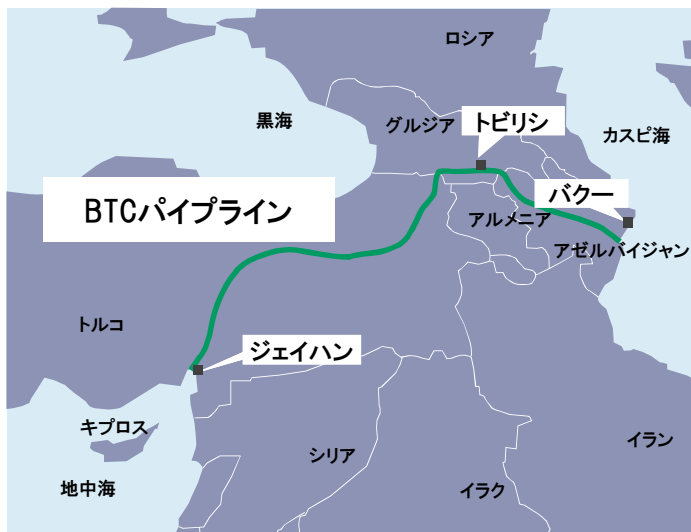 ロシア
黒海
グルジア
トビリシ
カスピ海
BTCパイプライン
バクー
アルメニア
アゼルバイジャン
トルコ
ジェイハン
キプロス
シリア
イラン
地中海
イラク